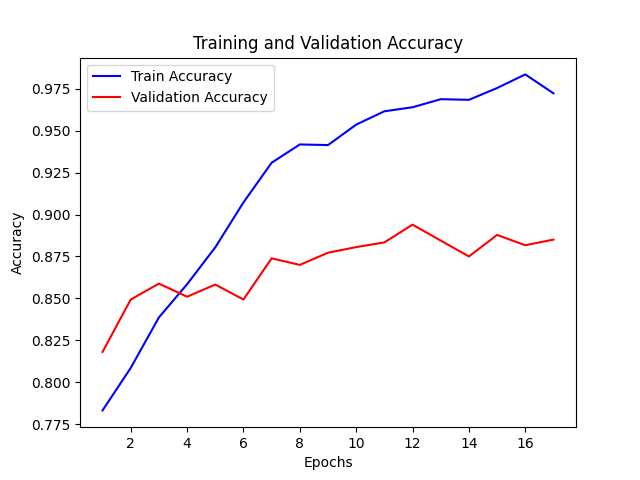 Training and Validation Accuracy
Train Accuracy
Validation Accuracy
0.975
0.950
0.925
0.900
0.875
0.850
0.825
0.800
0.775
Accuracy
2 4 6 8 10 12 14 16
Epochs